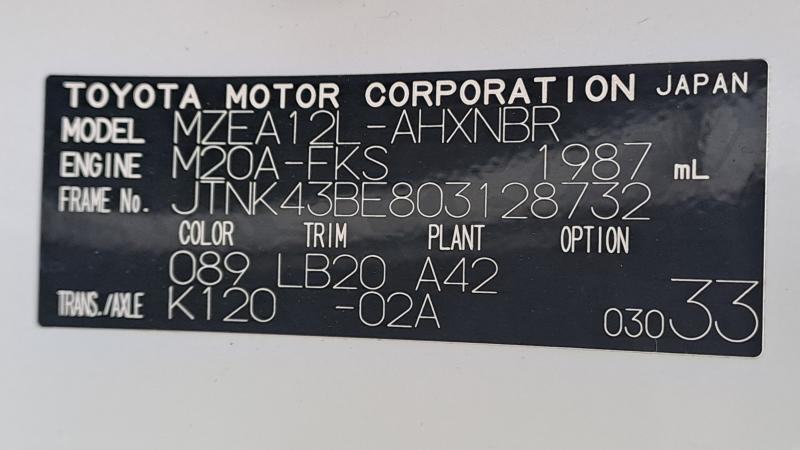 TOYOTA MOTOR CORPORATION JAPAN
MODEL MZEA12L-AHXNBR
ENGINE M20A-FKS 1987 mL
FRAME No. JTNK43BE803128732
COLOR TRIM PLANT OPTION
089 LB20 A42
TRANS./AXLE K120 -02A 03033